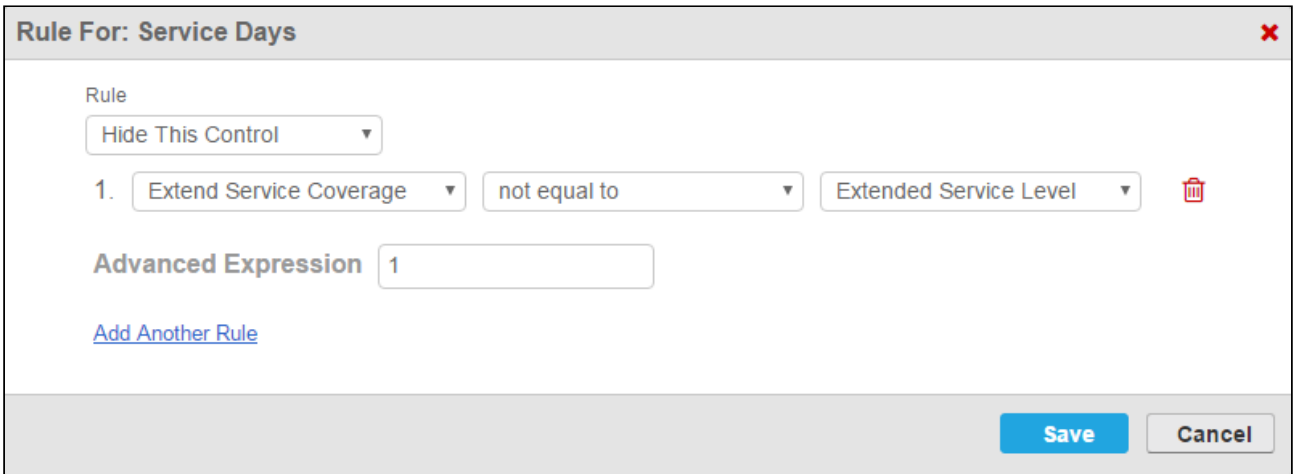 Rule For: Service Days
Rule
Hide This Control
1. Extend Service Coverage not equal to Extended Service Level
Advanced Expression 1
Add Another Rule
Save Cancel